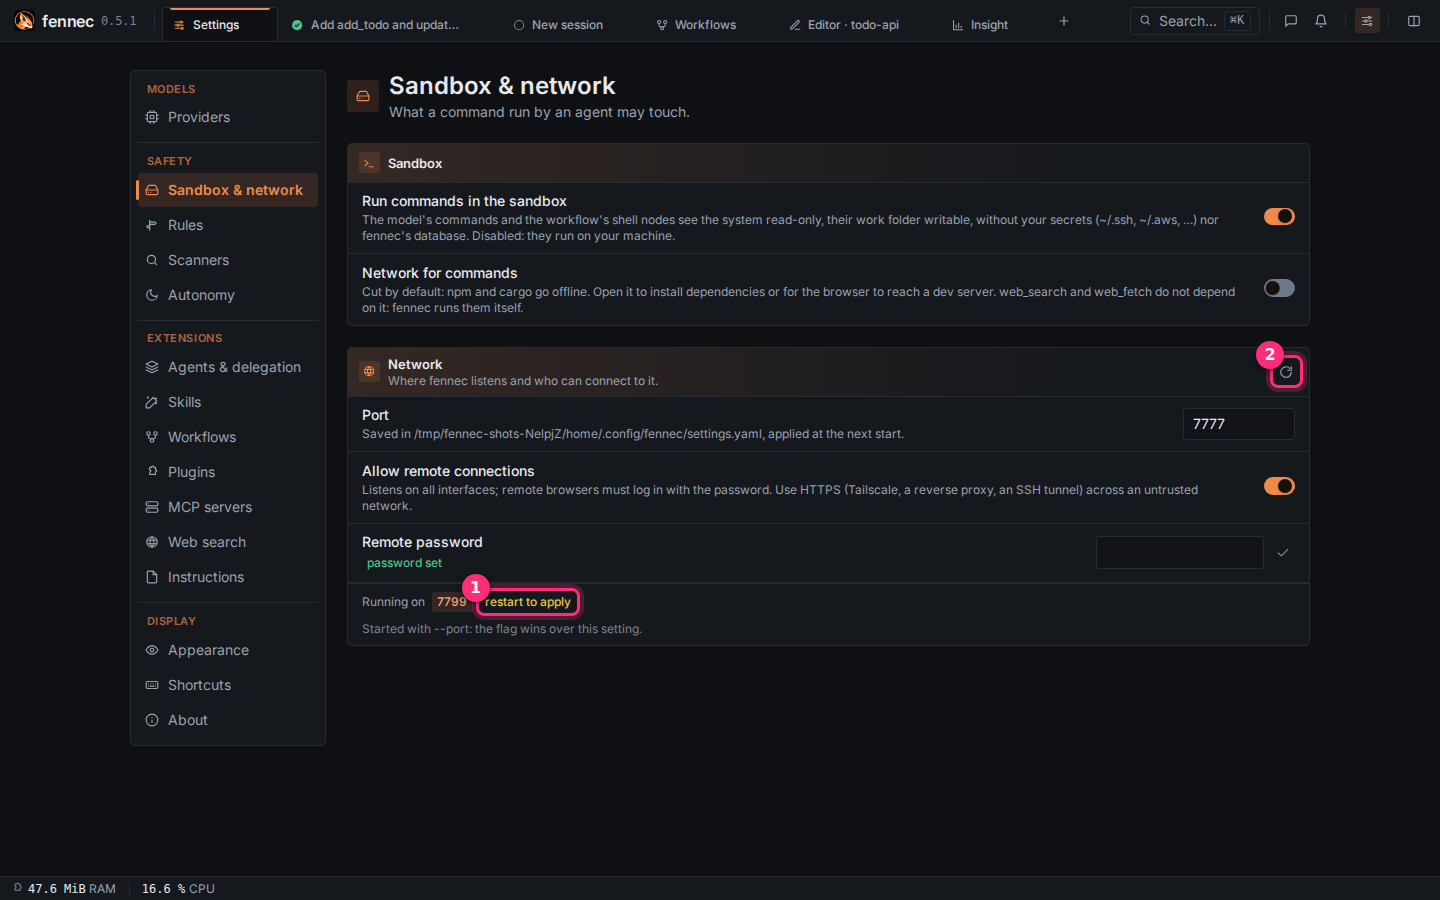 fennec 0.5.1
Settings
Add add_todo and updat...
New session
Workflows
Editor · todo-api
Insight
Search... ⌘K
MODELS
Providers
SAFETY
Sandbox & network
Rules
Scanners
Autonomy
EXTENSIONS
Agents & delegation
Skills
Workflows
Plugins
MCP servers
Web search
Instructions
DISPLAY
Appearance
Shortcuts
About
Sandbox & network
What a command run by an agent may touch.
Sandbox
Run commands in the sandbox
The model's commands and the workflow's shell nodes see the system read-only, their work folder writable, without your secrets (~/.ssh, ~/.aws, ...) nor
fennec's database. Disabled: they run on your machine.
Network for commands
Cut by default: npm and cargo go offline. Open it to install dependencies or for the browser to reach a dev server. web_search and web_fetch do not depend
on it: fennec runs them itself.
Network
Where fennec listens and who can connect to it.
2
Port
Saved in /tmp/fennec-shots-NelpjZ/home/.config/fennec/settings.yaml, applied at the next start.
7777
Allow remote connections
Listens on all interfaces; remote browsers must log in with the password. Use HTTPS (Tailscale, a reverse proxy, an SSH tunnel) across an untrusted
network.
Remote password
password set
1
Running on 7799 restart to apply
Started with --port: the flag wins over this setting.
47.6 MiB RAM
16.6 % CPU